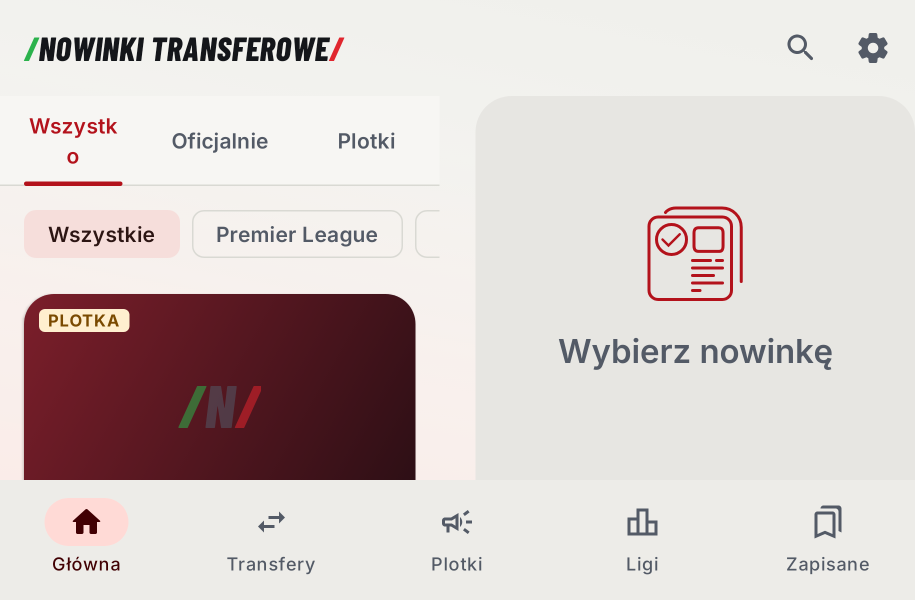 /NOWINKI TRANSFEROWE/
Wszystk
o
Oficjalnie
Plotki
Wszystkie
Premier League
PLOTKA
/N/
Wybierz nowinkę
Główna
Transfery
Plotki
Ligi
Zapisane